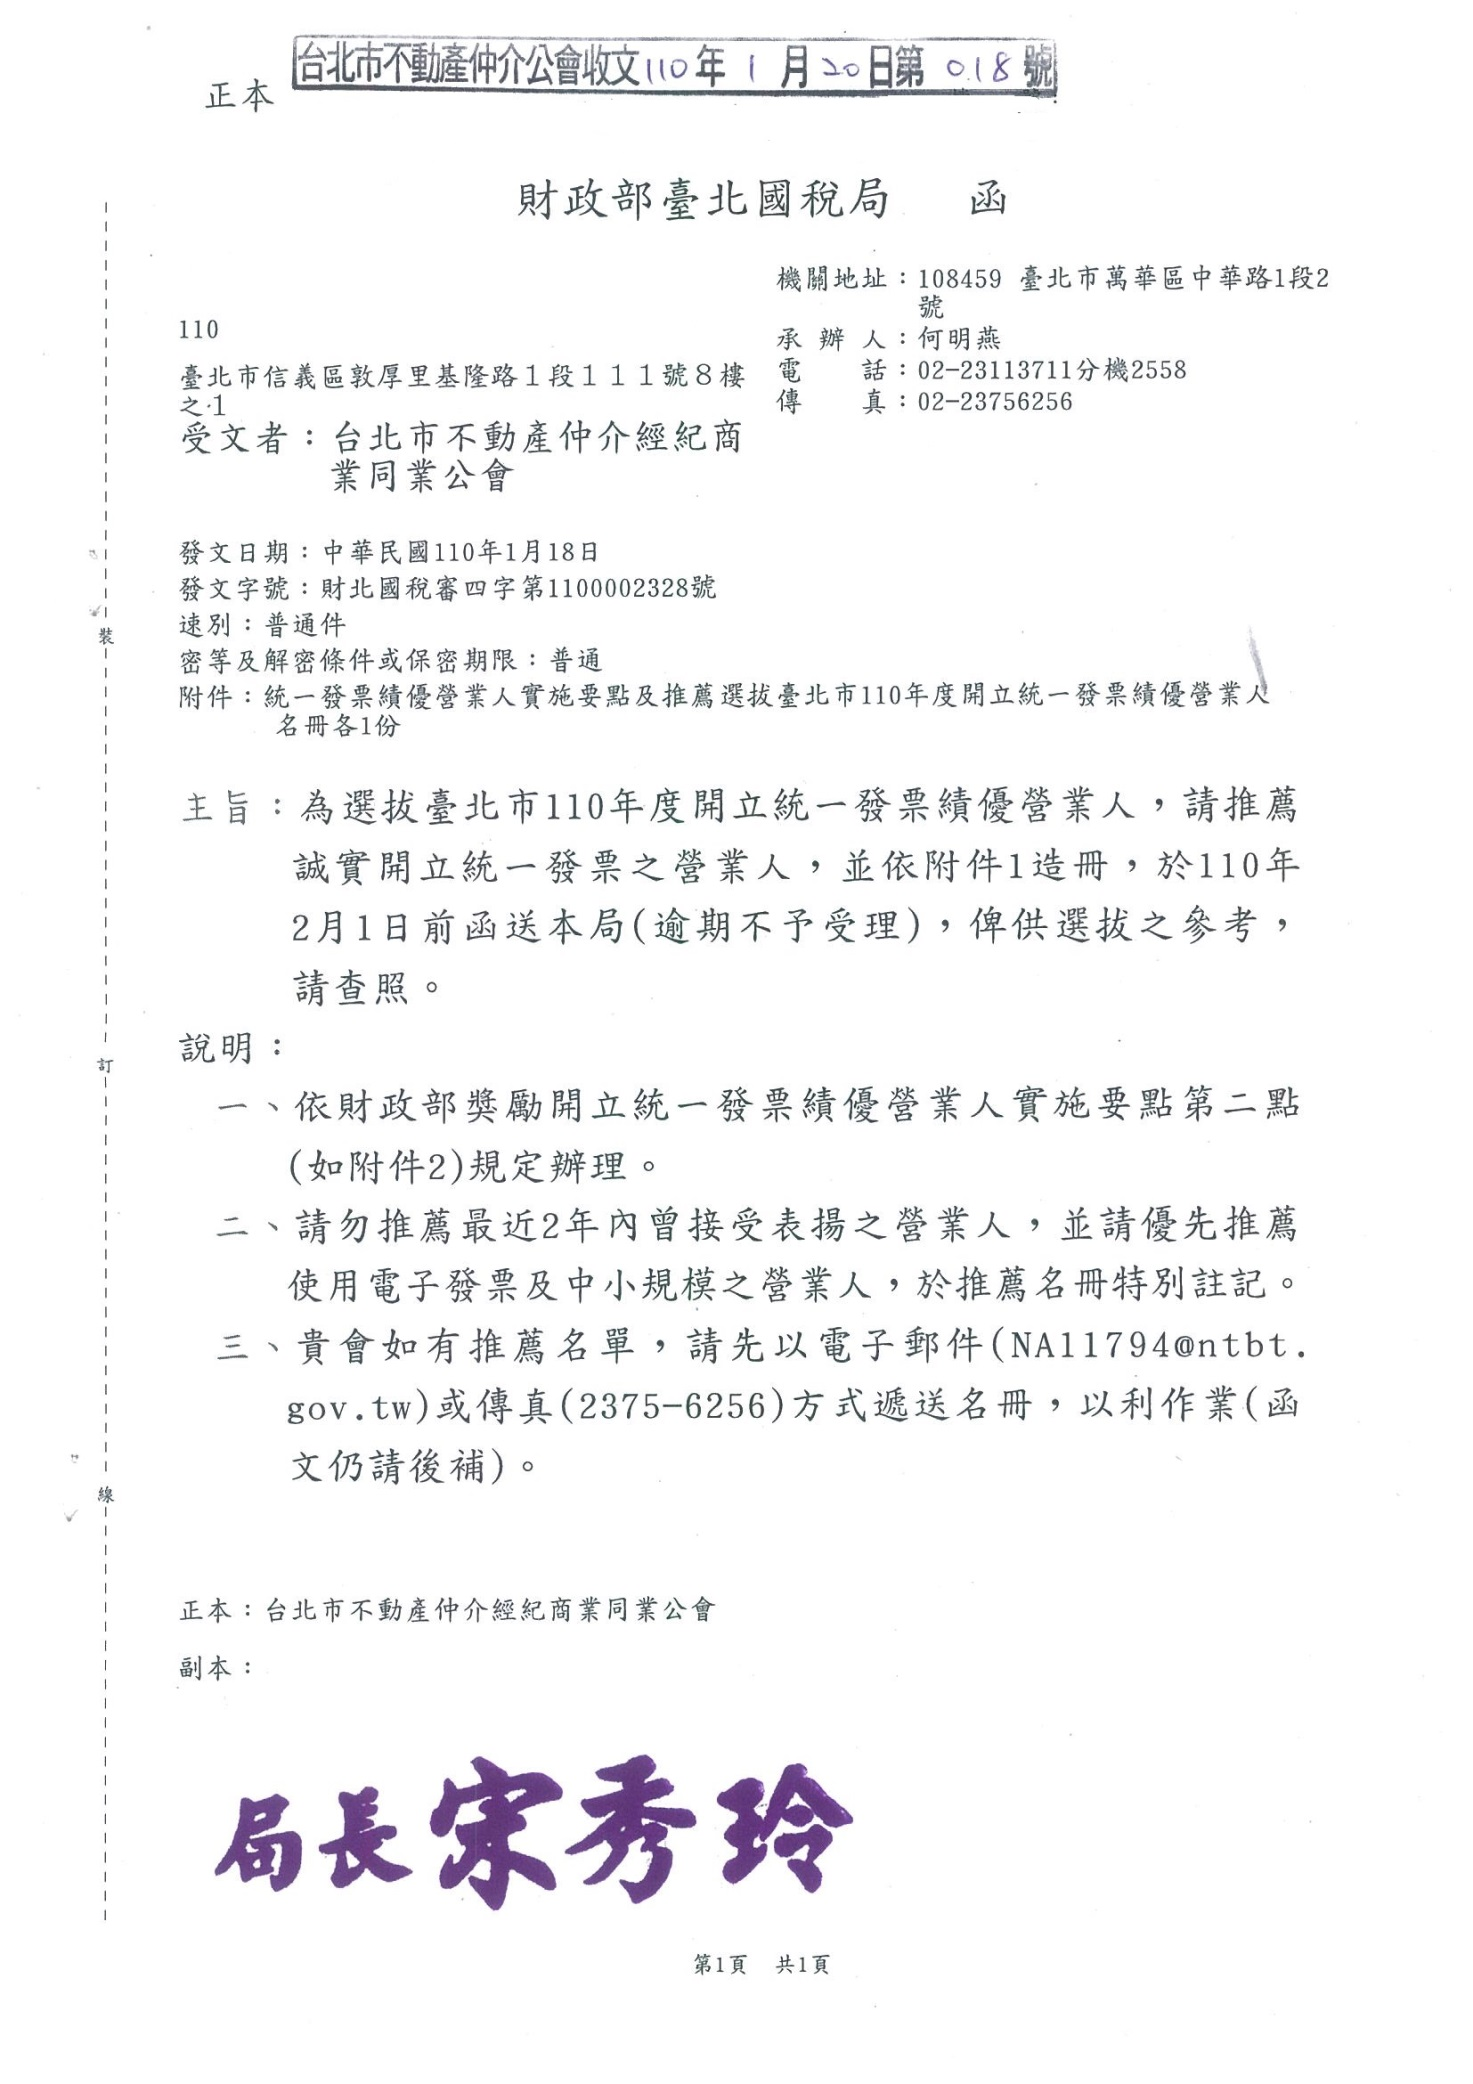 正本
台北市不動產仲介公會收文110年1月20日第018號
財政部臺北國稅局 函
機關地址：108459 臺北市萬華區中華路1段2
號
承辦人：何明燕
電話：02-23113711分機2558
傳真：02-23756256
110
臺北市信義區敦厚里基隆路１段１１１號８樓
之1
受文者：台北市不動產仲介經紀商
業同業公會
發文日期：中華民國110年1月18日
發文字號：財北國稅審四字第1100002328號
速別：普通件
密等及解密條件或保密期限：普通
附件：統一發票績優營業人實施要點及推薦選拔臺北市110年度開立統一發票績優營業人
名冊各1份
主旨：為選拔臺北市110年度開立統一發票績優營業人，請推薦
誠實開立統一發票之營業人，並依附件1造冊，於110年
2月1日前函送本局(逾期不予受理)，俾供選拔之參考，
請查照。
說明：
一、依財政部獎勵開立統一發票績優營業人實施要點第二點
(如附件2)規定辦理。
二、請勿推薦最近2年內曾接受表揚之營業人，並請優先推薦
使用電子發票及中小規模之營業人，於推薦名冊特別註記。
三、貴會如有推薦名單，請先以電子郵件(NA11794@ntbt.
gov.tw)或傳真(2375-6256)方式遞送名冊，以利作業(函
文仍請後補)。
裝
訂
線
正本：台北市不動產仲介經紀商業同業公會
副本：
局長宋秀玲
第1頁 共1頁